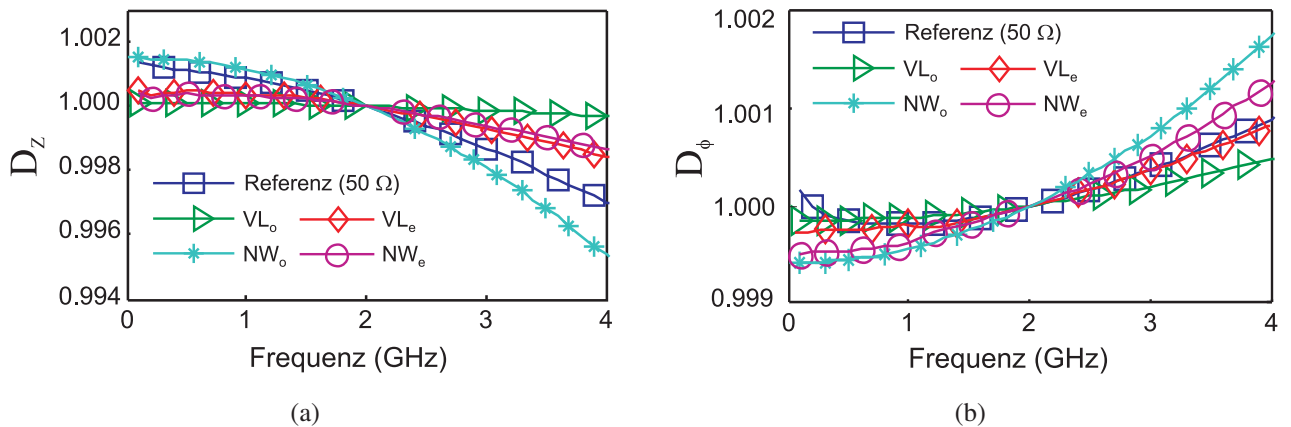 1.002
1.000
0.998
0.996
0.994
D_Z
Referenz (50 Ω)
VL_o
VL_e
NW_o
NW_e
0 1 2 3 4
Frequenz (GHz)
(a)
1.002
1.001
1.000
0.999
D_ϕ
Referenz (50 Ω)
VL_o
VL_e
NW_o
NW_e
0 1 2 3 4
Frequenz (GHz)
(b)